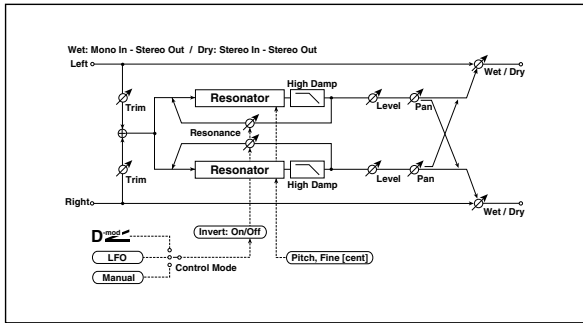 Wet: Mono In - Stereo Out / Dry: Stereo In - Stereo Out
Left
Wet / Dry
High Damp
Resonator
Trim
Level
Pan
Resonance
Resonator
Trim
High Damp
Level
Pan
Right
Wet / Dry
D-mod
Invert: On/Off
LFO
Control Mode
Pitch, Fine [cent]
Manual